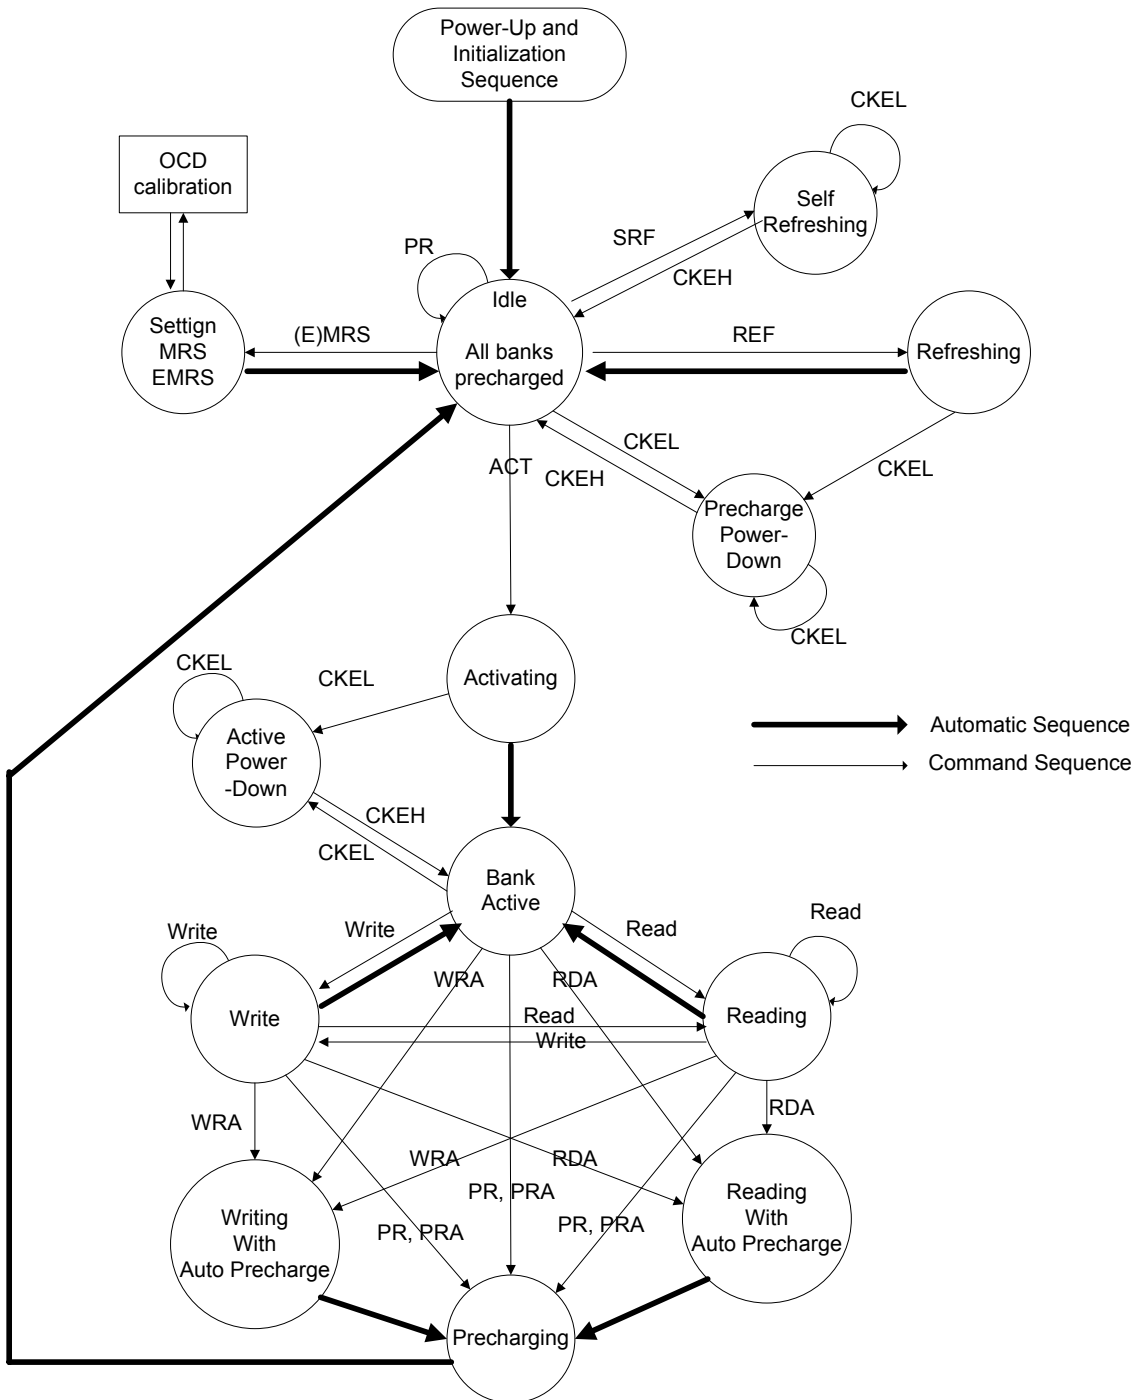 Power-Up and
Initialization
Sequence
CKEL
OCD
calibration
Self
Refreshing
SRF
PR
CKEH
Idle
All banks
precharged
Settign
MRS
EMRS
(E)MRS
REF
Refreshing
CKEL
ACT
CKEH
CKEL
Precharge
Power-
Down
CKEL
CKEL
CKEL
Activating
Active
Power
-Down
Automatic Sequence
Command Sequence
CKEH
CKEL
Bank
Active
Write
Write
Read
Read
WRA
RDA
Write
Read
Write
Reading
WRA
RDA
WRA
RDA
PR, PRA
PR, PRA
PR, PRA
Writing
With
Auto Precharge
Reading
With
Auto Precharge
Precharging